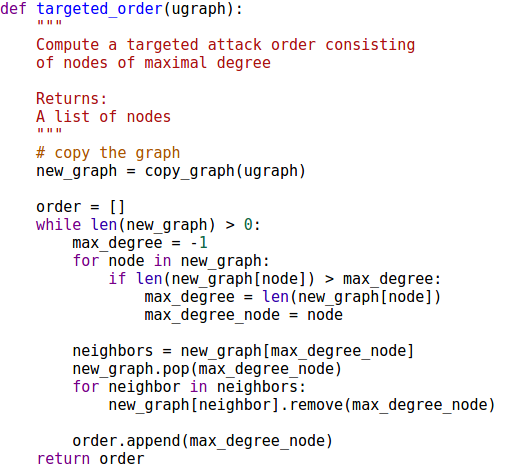 def targeted_order(ugraph):
    """
    Compute a targeted attack order consisting
    of nodes of maximal degree

    Returns:
    A list of nodes
    """
    # copy the graph
    new_graph = copy_graph(ugraph)

    order = []
    while len(new_graph) > 0:
        max_degree = -1
        for node in new_graph:
            if len(new_graph[node]) > max_degree:
                max_degree = len(new_graph[node])
                max_degree_node = node

        neighbors = new_graph[max_degree_node]
        new_graph.pop(max_degree_node)
        for neighbor in neighbors:
            new_graph[neighbor].remove(max_degree_node)

        order.append(max_degree_node)
    return order